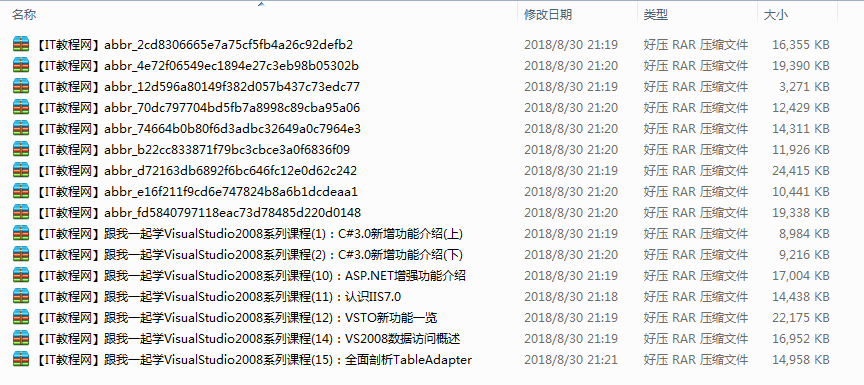 名称 修改日期 类型 大小
【IT教程网】abbr_2cd8306665e7a75cf5fb4a26c92defb2 2018/8/30 21:19 好压 RAR 压缩文件 16,355 KB
【IT教程网】abbr_4e72f06549ec1894e27c3eb98b05302b 2018/8/30 21:20 好压 RAR 压缩文件 19,390 KB
【IT教程网】abbr_12d596a80149f382d057b437c73edc77 2018/8/30 21:19 好压 RAR 压缩文件 3,271 KB
【IT教程网】abbr_70dc797704bd5fb7a8998c89cba95a06 2018/8/30 21:20 好压 RAR 压缩文件 12,429 KB
【IT教程网】abbr_74664b0b80f6d3adbc32649a0c7964e3 2018/8/30 21:20 好压 RAR 压缩文件 14,311 KB
【IT教程网】abbr_b22cc833871f79bc3cbce3a0f6836f09 2018/8/30 21:20 好压 RAR 压缩文件 11,926 KB
【IT教程网】abbr_d72163db6892f6bc646fc12e0d62c242 2018/8/30 21:19 好压 RAR 压缩文件 24,415 KB
【IT教程网】abbr_e16f211f9cd6e747824b8a6b1dcdeaa1 2018/8/30 21:20 好压 RAR 压缩文件 10,441 KB
【IT教程网】abbr_fd5840797118eac73d78485d220d0148 2018/8/30 21:20 好压 RAR 压缩文件 19,338 KB
【IT教程网】跟我一起学VisualStudio2008系列课程(1)：C#3.0新增功能介绍(上) 2018/8/30 21:19 好压 RAR 压缩文件 8,984 KB
【IT教程网】跟我一起学VisualStudio2008系列课程(2)：C#3.0新增功能介绍(下) 2018/8/30 21:20 好压 RAR 压缩文件 9,216 KB
【IT教程网】跟我一起学VisualStudio2008系列课程(10)：ASP.NET增强功能介绍 2018/8/30 21:19 好压 RAR 压缩文件 17,004 KB
【IT教程网】跟我一起学VisualStudio2008系列课程(11)：认识IIS7.0 2018/8/30 21:18 好压 RAR 压缩文件 14,438 KB
【IT教程网】跟我一起学VisualStudio2008系列课程(12)：VSTO新功能一览 2018/8/30 21:19 好压 RAR 压缩文件 22,175 KB
【IT教程网】跟我一起学VisualStudio2008系列课程(14)：VS2008数据访问概述 2018/8/30 21:19 好压 RAR 压缩文件 16,952 KB
【IT教程网】跟我一起学VisualStudio2008系列课程(15)：全面剖析TableAdapter 2018/8/30 21:21 好压 RAR 压缩文件 14,958 KB